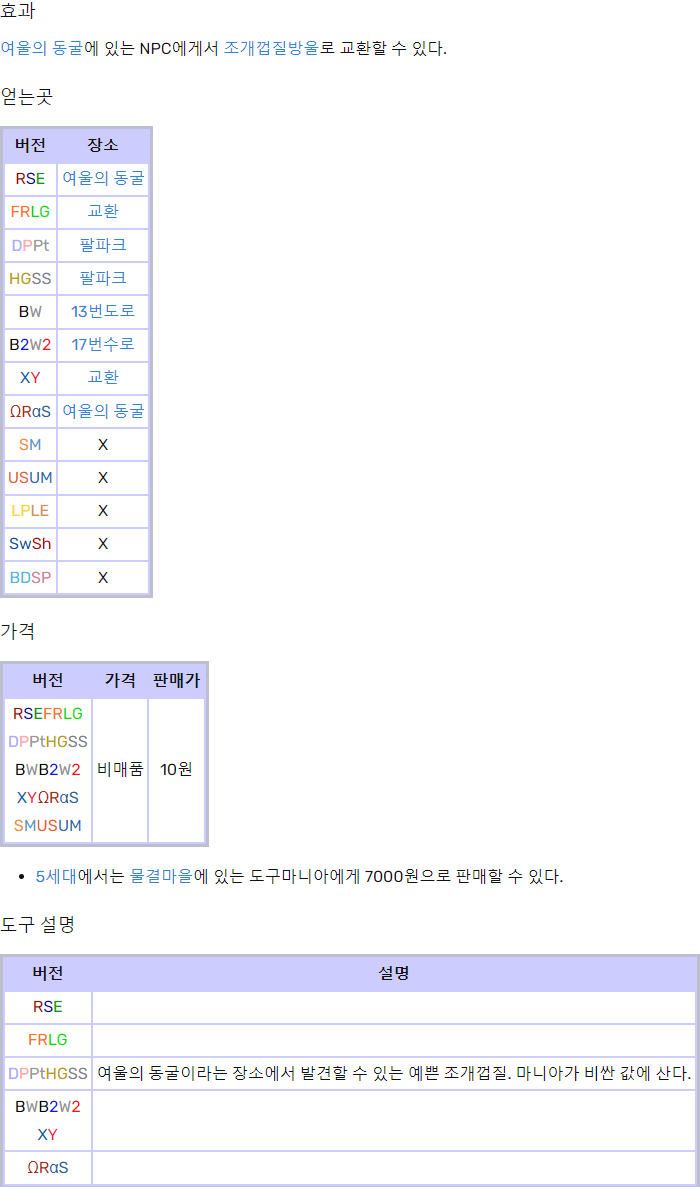 효과
여울의 동굴에 있는 NPC에게서 조개껍질방울로 교환할 수 있다.
얻는곳
버전 장소
RSE 여울의 동굴
FRLG 교환
DPPt 팔파크
HGSS 팔파크
BW 13번도로
B2W2 17번수로
XY 교환
ΩRαS 여울의 동굴
SM X
USUM X
LPLE X
SwSh X
BDSP X
가격
버전 가격 판매가
RSEFRLG
DPPtHGSS
BWB2W2 비매품 10원
XYΩRαS
SMUSUM
• 5세대에서는 물결마을에 있는 도구마니아에게 7000원으로 판매할 수 있다.
도구 설명
버전 설명
RSE
FRLG
DPPtHGSS 여울의 동굴이라는 장소에서 발견할 수 있는 예쁜 조개껍질. 마니아가 비싼 값에 산다.
BWB2W2
XY
ΩRαS